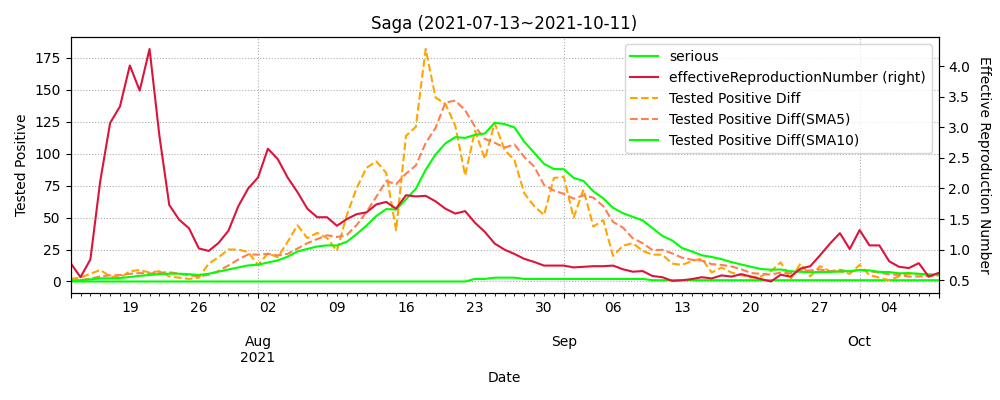 Saga (2021-07-13~2021-10-11)
serious
effectiveReproductionNumber (right)
Tested Positive Diff
Tested Positive Diff(SMA5)
Tested Positive Diff(SMA10)
Tested Positive
175
150
125
100
75
50
25
0
4.0
3.5
3.0
2.5
2.0
1.5
1.0
0.5
Effective Reproduction Number
19 26 02 09 16 23 30 06 13 20 27 04
Aug Sep Oct
2021
Date